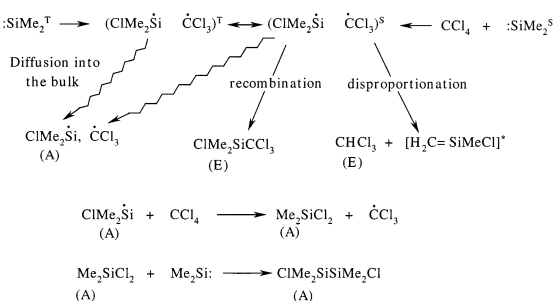 :SiMe₂ᵀ ⟶ (ClMe₂Ṡi ĊCl₃)ᵀ ⟷ (ClMe₂Ṡi ĊCl₃)ˢ ⟵ CCl₄ + :SiMe₂ˢ
Diffusion into
the bulk
recombination disproportionation
ClMe₂Ṡi, ĊCl₃
(A)
ClMe₂SiCCl₃
(E)
CHCl₃ + [H₂C= SiMeCl]*
(E)
ClMe₂Ṡi + CCl₄ ⟶ Me₂SiCl₂ + ĊCl₃
(A) (A)
Me₂SiCl₂ + Me₂Si: ⟶ ClMe₂SiSiMe₂Cl
(A) (A)